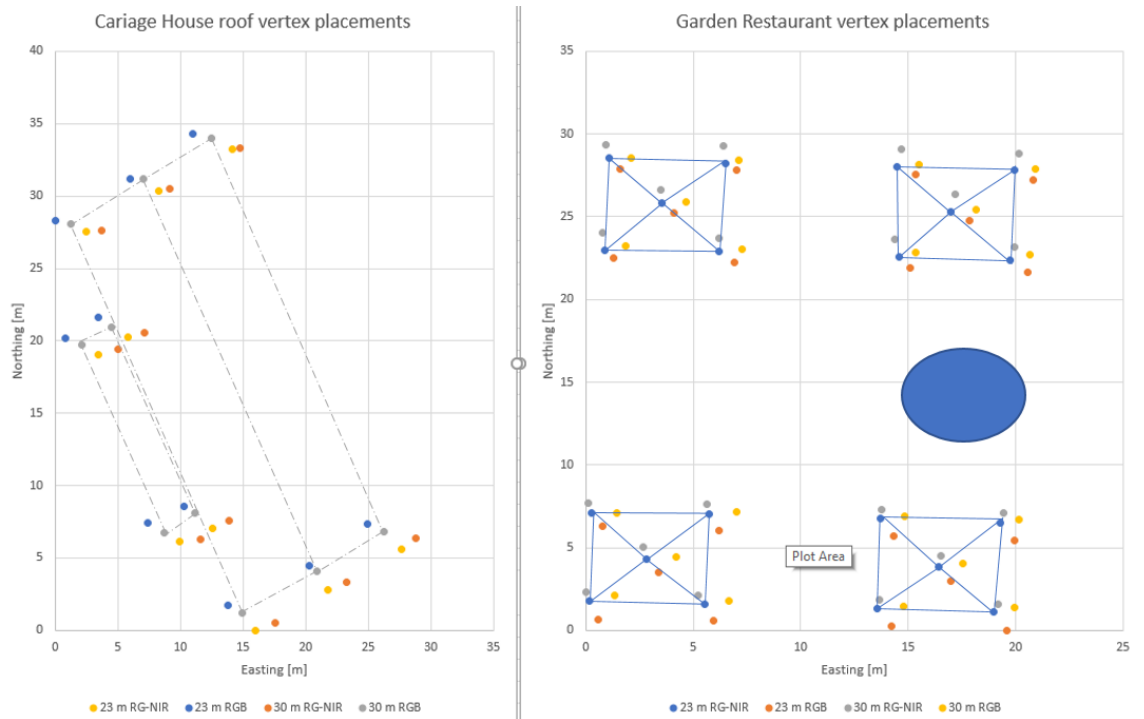 Cariage House roof vertex placements
40
35
30
25
20
15
10
5
0
Northing [m]
0 5 10 15 20 25 30 35
Easting [m]
23 m RG-NIR 23 m RGB 30 m RG-NIR 30 m RGB
Garden Restaurant vertex placements
35
30
25
20
15
10
5
0
Northing [m]
Plot Area
0 5 10 15 20 25
Easting [m]
23 m RG-NIR 23 m RGB 30 m RG-NIR 30 m RGB